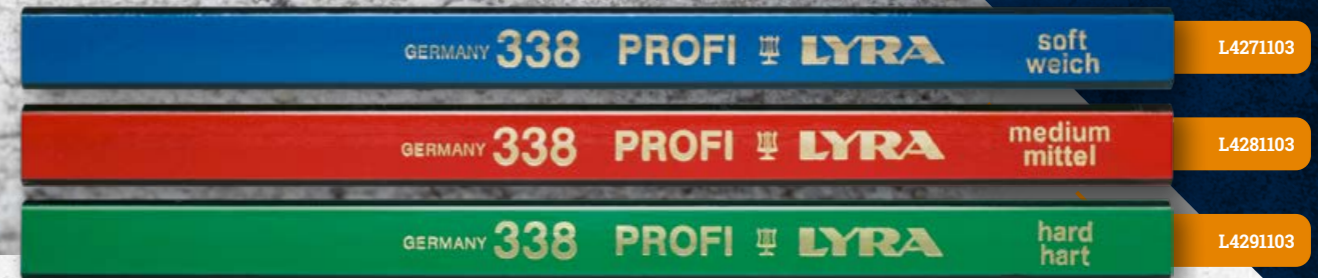 GERMANY 338 PROFI LYRA soft
weich
L4271103
GERMANY 338 PROFI LYRA medium
mittel
L4281103
GERMANY 338 PROFI LYRA hard
hart
L4291103